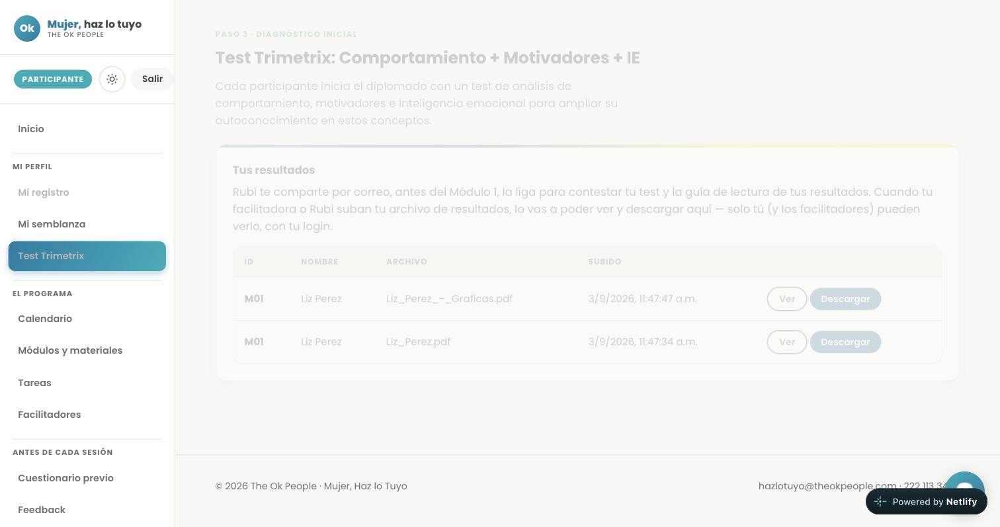 Ok
Mujer, haz lo tuyo
THE OK PEOPLE
PARTICIPANTE
Salir
Inicio
MI PERFIL
Mi registro
Mi semblanza
Test Trimetrix
EL PROGRAMA
Calendario
Módulos y materiales
Tareas
Facilitadores
ANTES DE CADA SESIÓN
Cuestionario previo
Feedback
PASO 3 · DIAGNÓSTICO INICIAL
Test Trimetrix: Comportamiento + Motivadores + IE
Cada participante inicia el diplomado con un test de análisis de
comportamiento, motivadores e inteligencia emocional para ampliar su
autoconocimiento en estos conceptos.
Tus resultados
Rubí te comparte por correo, antes del Módulo 1, la liga para contestar tu test y la guía de lectura de tus resultados. Cuando tu
facilitadora o Rubí suban tu archivo de resultados, lo vas a poder ver y descargar aquí — solo tú (y los facilitadores) pueden
verlo, con tu login.
ID NOMBRE ARCHIVO SUBIDO
M01 Liz Perez Liz_Perez_-_Graficas.pdf 3/9/2026, 11:47:47 a.m. Ver Descargar
M01 Liz Perez Liz_Perez.pdf 3/9/2026, 11:47:34 a.m. Ver Descargar
© 2026 The Ok People · Mujer, Haz lo Tuyo
hazlotuyo@theokpeople.com · 222 113 34
Powered by Netlify